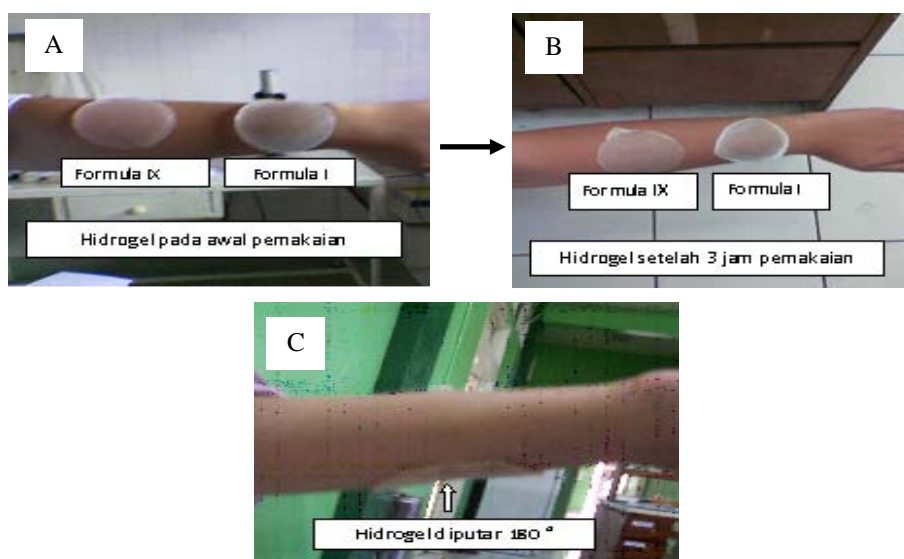 A
B
Formula IX
Formula I
Formula IX
Formula I
Hidrogel pada awal pemakaian
Hidrogel setelah 3 jam pemakaian
C
Hidrogel diputar 180 °